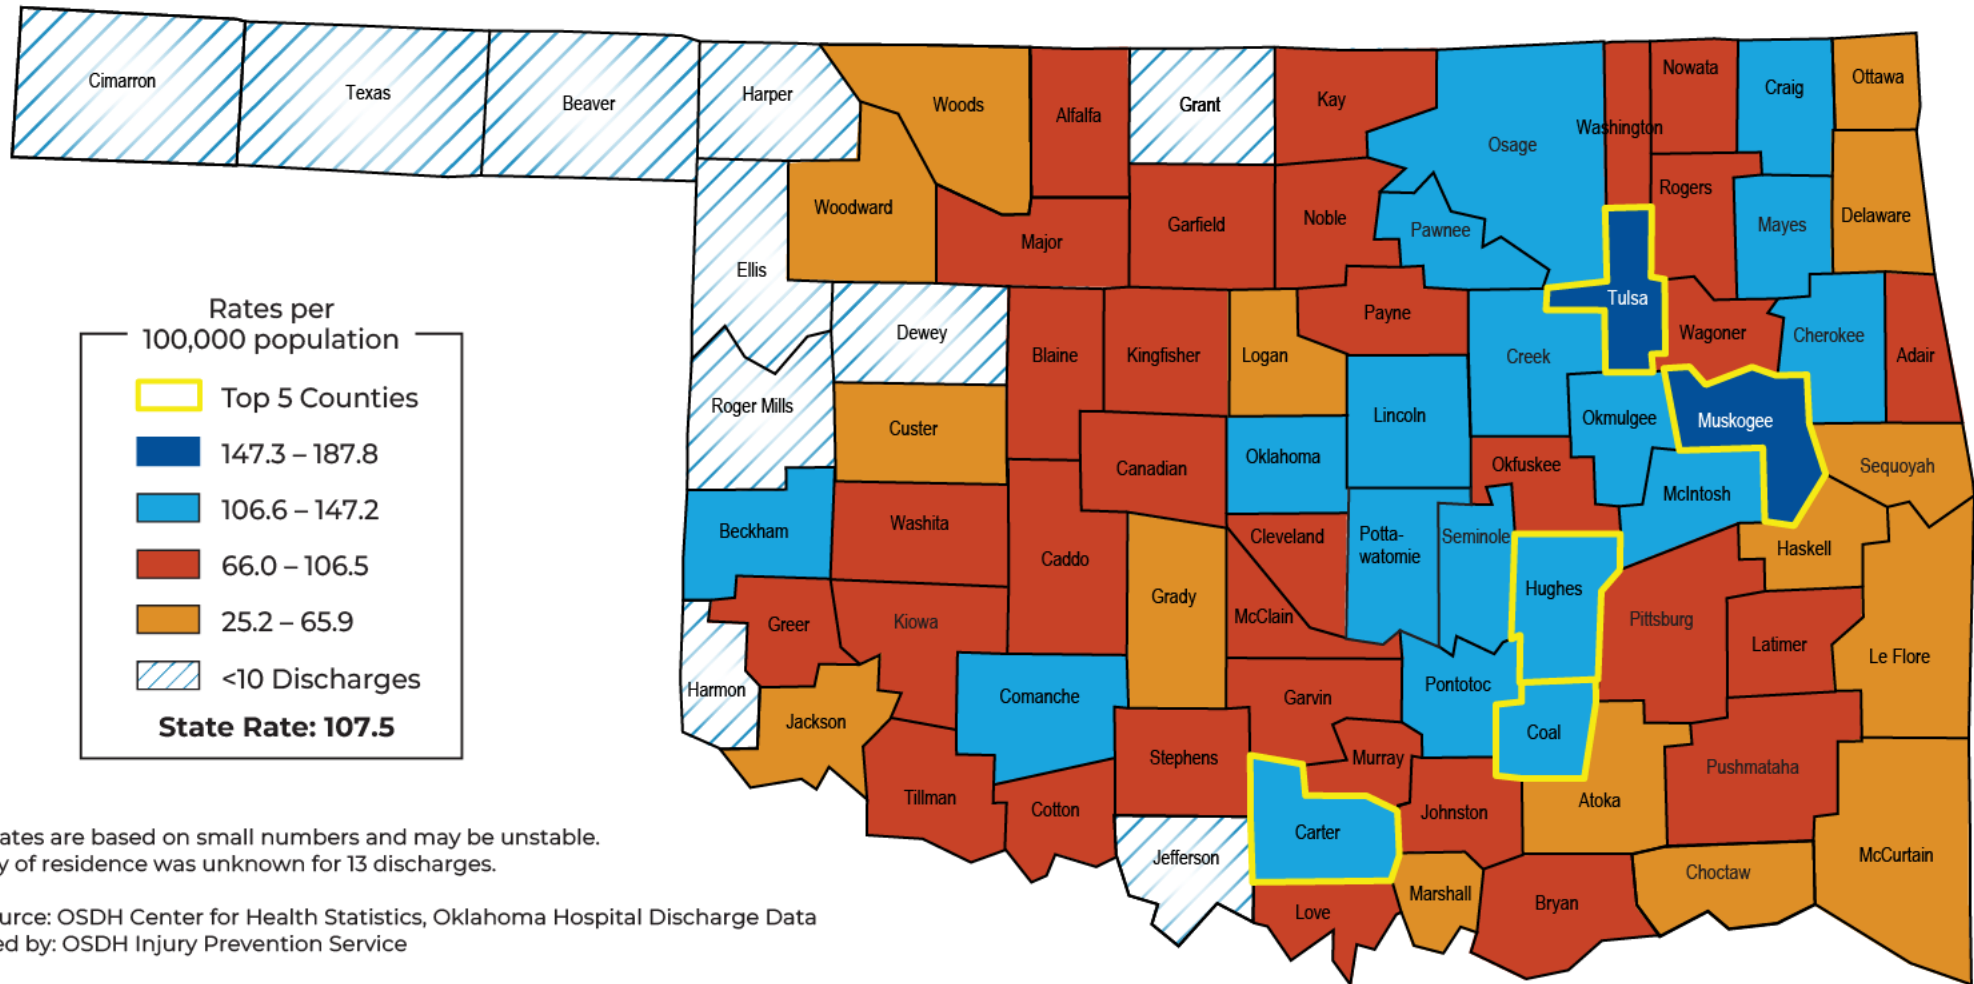 Cimarron
Texas
Beaver
Harper
Woods
Alfalfa
Grant
Kay
Osage
Washington
Nowata
Craig
Ottawa
Woodward
Major
Garfield
Noble
Pawnee
Rogers
Mayes
Delaware
Ellis
Dewey
Blaine
Kingfisher
Logan
Payne
Creek
Tulsa
Wagoner
Cherokee
Adair
Roger Mills
Custer
Canadian
Oklahoma
Lincoln
Okmulgee
Muskogee
Okfuskee
McIntosh
Sequoyah
Beckham
Washita
Caddo
Grady
Cleveland
Potta-
watomie
Seminole
Hughes
Haskell
Greer
Kiowa
McClain
Pittsburg
Latimer
Le Flore
Harmon
Jackson
Comanche
Garvin
Pontotoc
Coal
Stephens
Murray
Pushmataha
Tillman
Cotton
Carter
Johnston
Atoka
McCurtain
Jefferson
Love
Marshall
Bryan
Choctaw
Rates per
100,000 population
Top 5 Counties
147.3 – 187.8
106.6 – 147.2
66.0 – 106.5
25.2 – 65.9
<10 Discharges
State Rate: 107.5
ates are based on small numbers and may be unstable.
y of residence was unknown for 13 discharges.
urce: OSDH Center for Health Statistics, Oklahoma Hospital Discharge Data
ed by: OSDH Injury Prevention Service